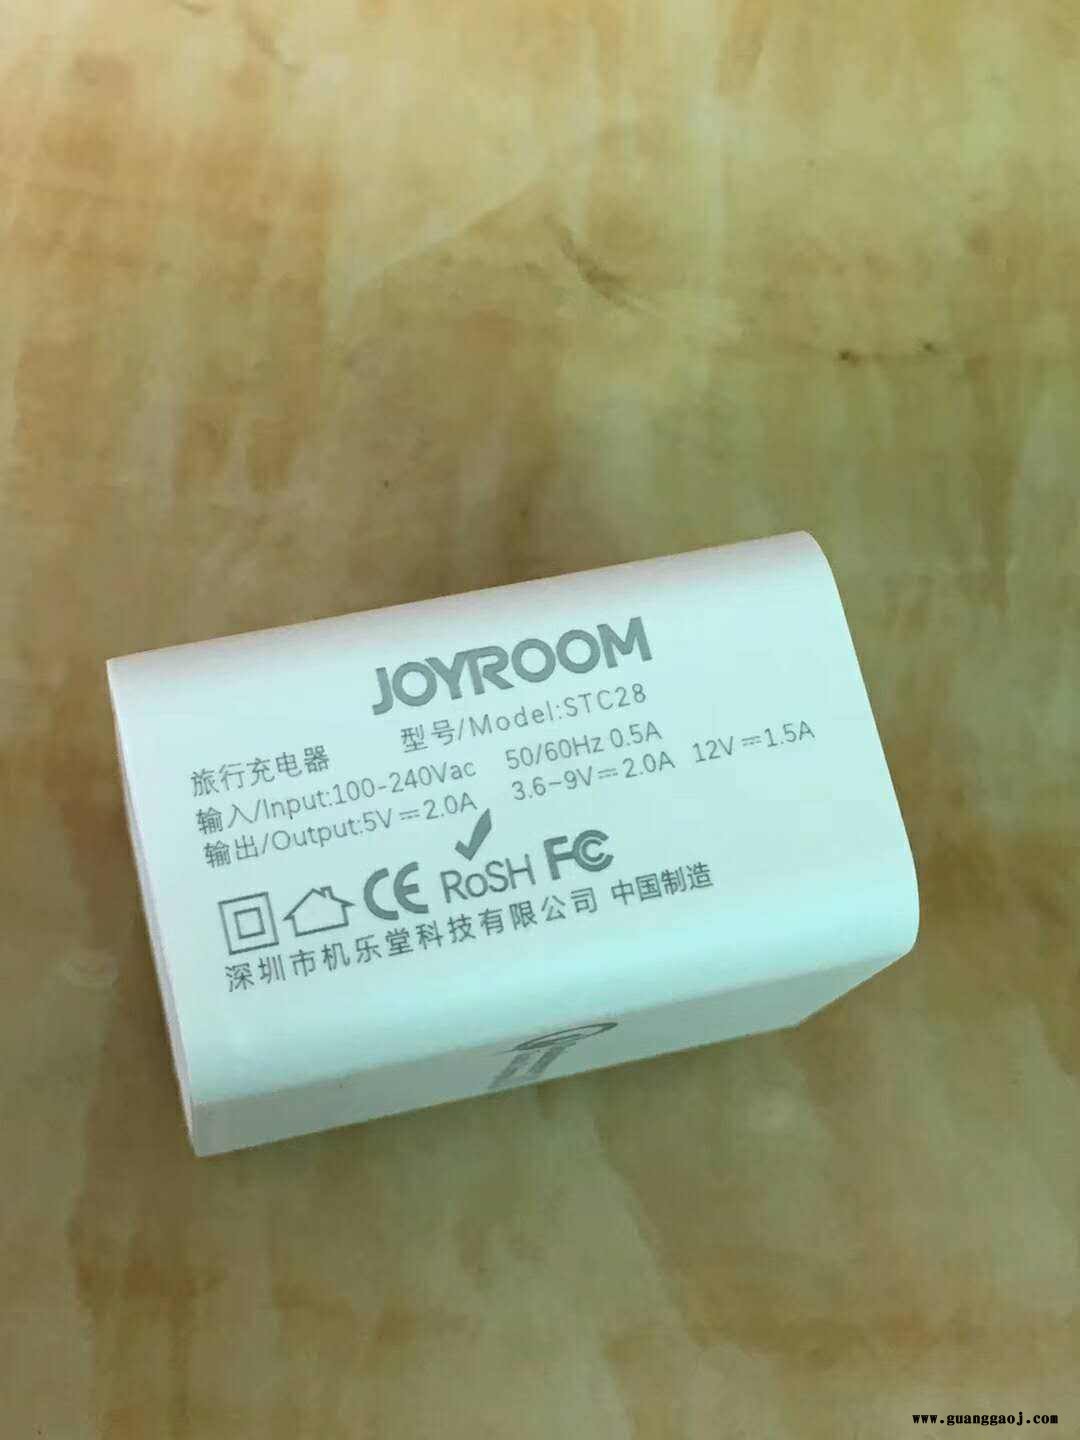 JOYROOM
型号/Model:STC28
旅行充电器
输入/Input:100-240Vac 50/60Hz 0.5A
输出/Output:5V⎓2.0A 3.6~9V⎓2.0A 12V⎓1.5A
CE RoSH FC
深圳市机乐堂科技有限公司 中国制造
www.guanggaoj.com